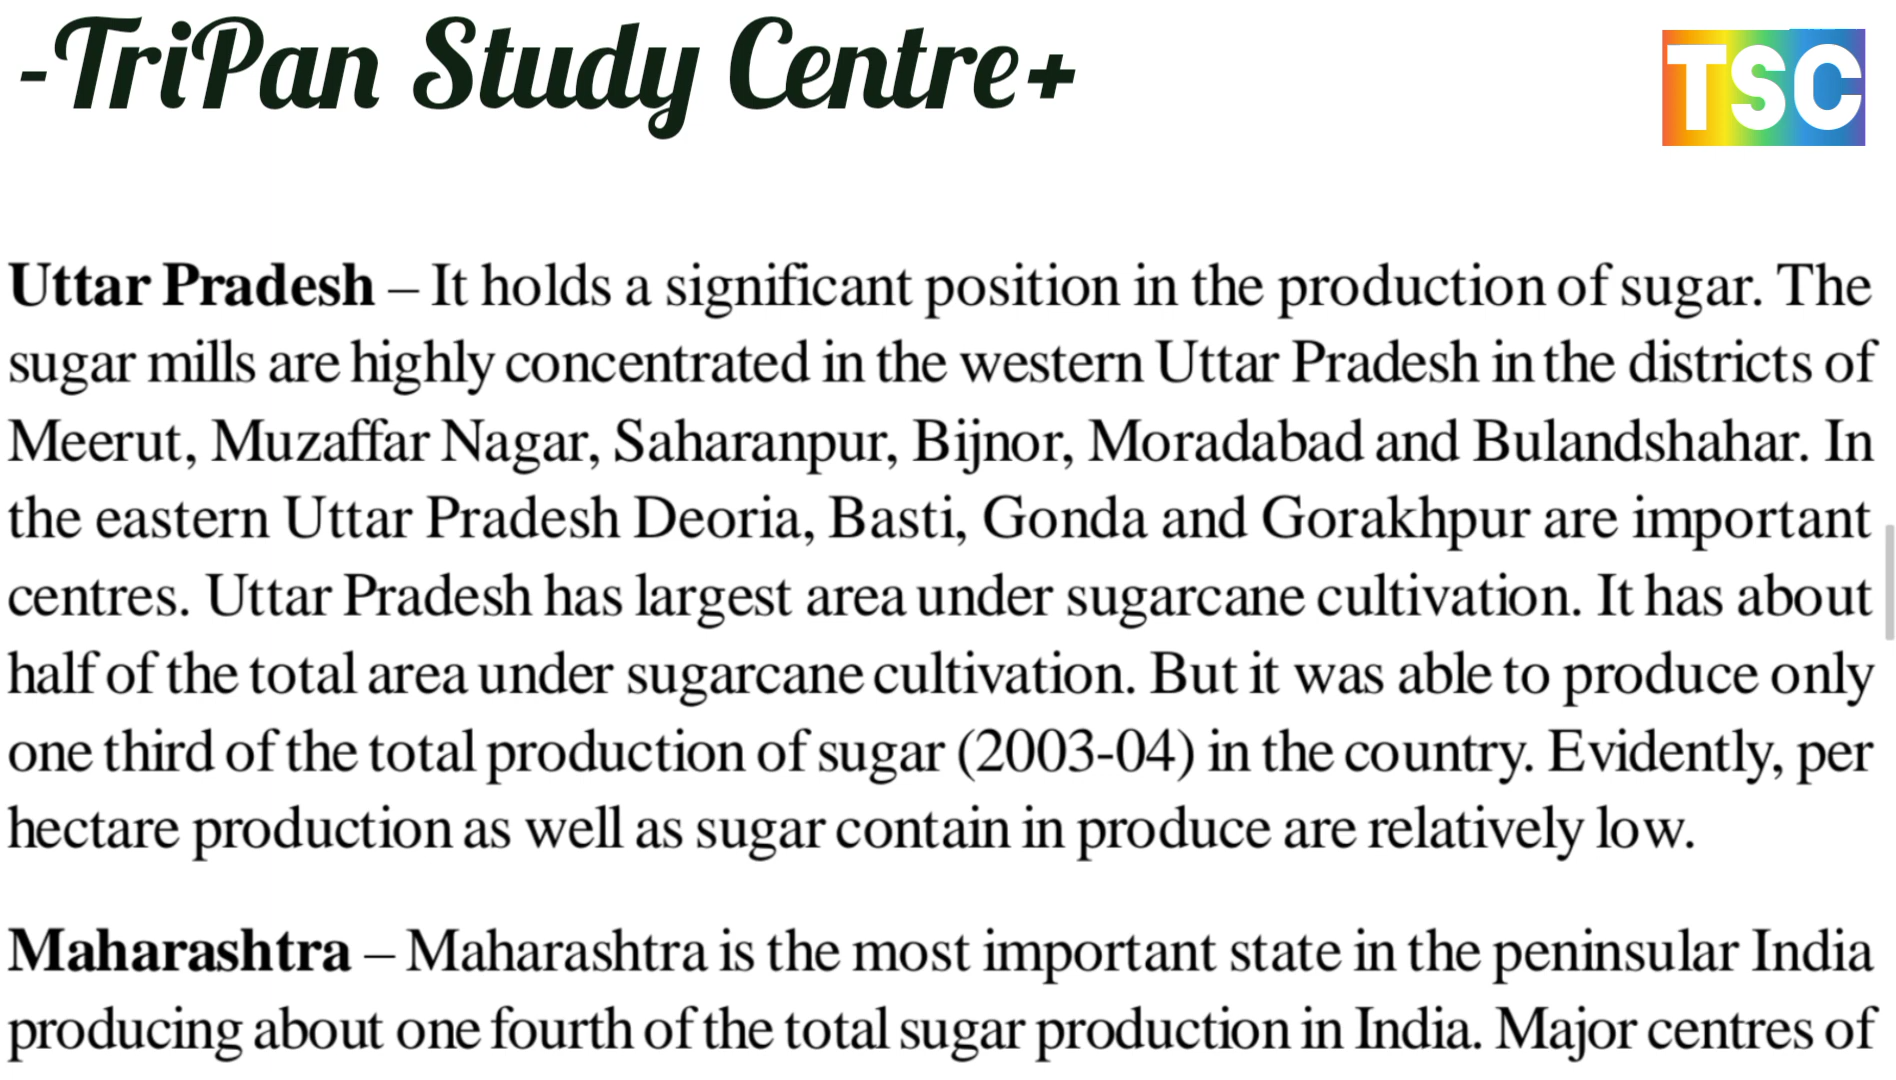 -TriPan Study Centre+
TSC
Uttar Pradesh – It holds a significant position in the production of sugar. The
sugar mills are highly concentrated in the western Uttar Pradesh in the districts of
Meerut, Muzaffar Nagar, Saharanpur, Bijnor, Moradabad and Bulandshahar. In
the eastern Uttar Pradesh Deoria, Basti, Gonda and Gorakhpur are important
centres. Uttar Pradesh has largest area under sugarcane cultivation. It has about
half of the total area under sugarcane cultivation. But it was able to produce only
one third of the total production of sugar (2003-04) in the country. Evidently, per
hectare production as well as sugar contain in produce are relatively low.
Maharashtra – Maharashtra is the most important state in the peninsular India
producing about one fourth of the total sugar production in India. Major centres of